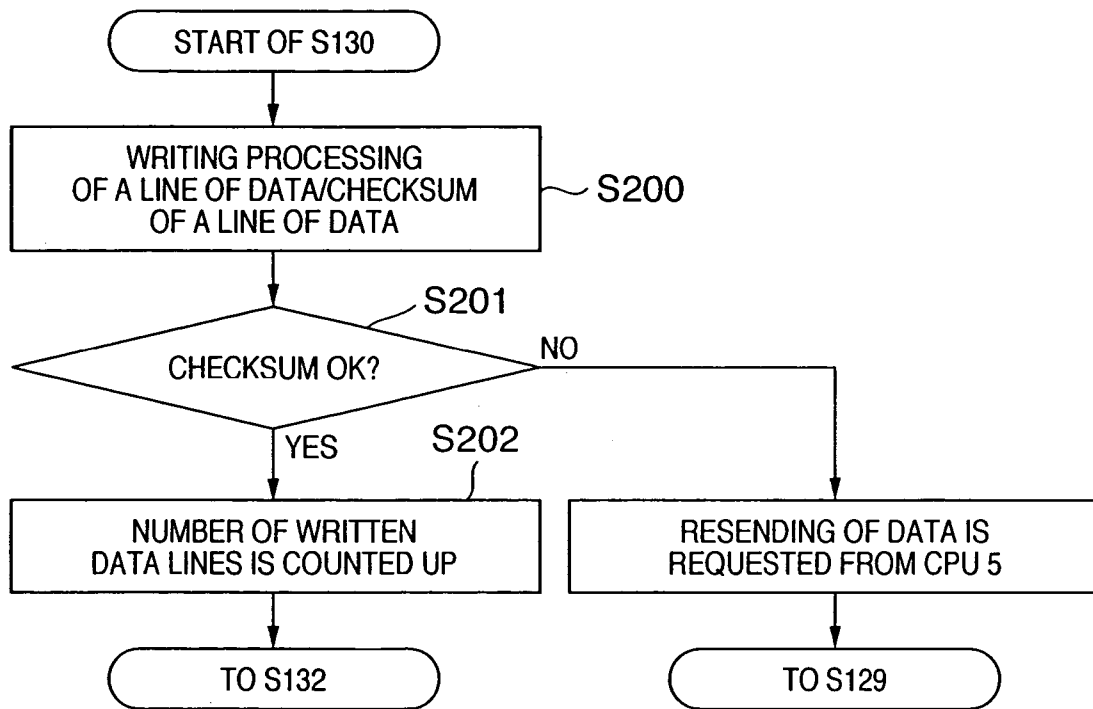 START OF S130
WRITING PROCESSING
OF A LINE OF DATA/CHECKSUM
OF A LINE OF DATA
S200
S201
CHECKSUM OK?
NO
YES
S202
NUMBER OF WRITTEN
DATA LINES IS COUNTED UP
RESENDING OF DATA IS
REQUESTED FROM CPU 5
TO S132
TO S129